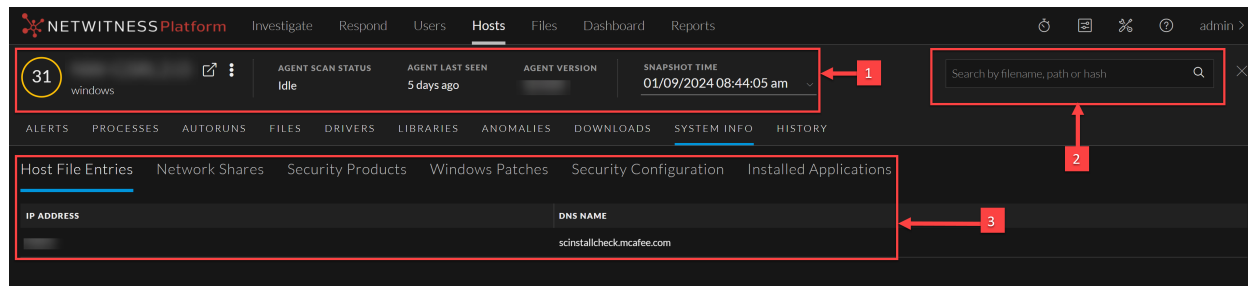 NETWITNESS Platform Investigate Respond Users Hosts Files Dashboard Reports admin >
31 windows
AGENT SCAN STATUS AGENT LAST SEEN AGENT VERSION SNAPSHOT TIME
Idle 5 days ago 01/09/2024 08:44:05 am
1
Search by filename, path or hash
2
ALERTS PROCESSES AUTORUNS FILES DRIVERS LIBRARIES ANOMALIES DOWNLOADS SYSTEM INFO HISTORY
Host File Entries Network Shares Security Products Windows Patches Security Configuration Installed Applications
IP ADDRESS DNS NAME
3
scinstallcheck.mcafee.com